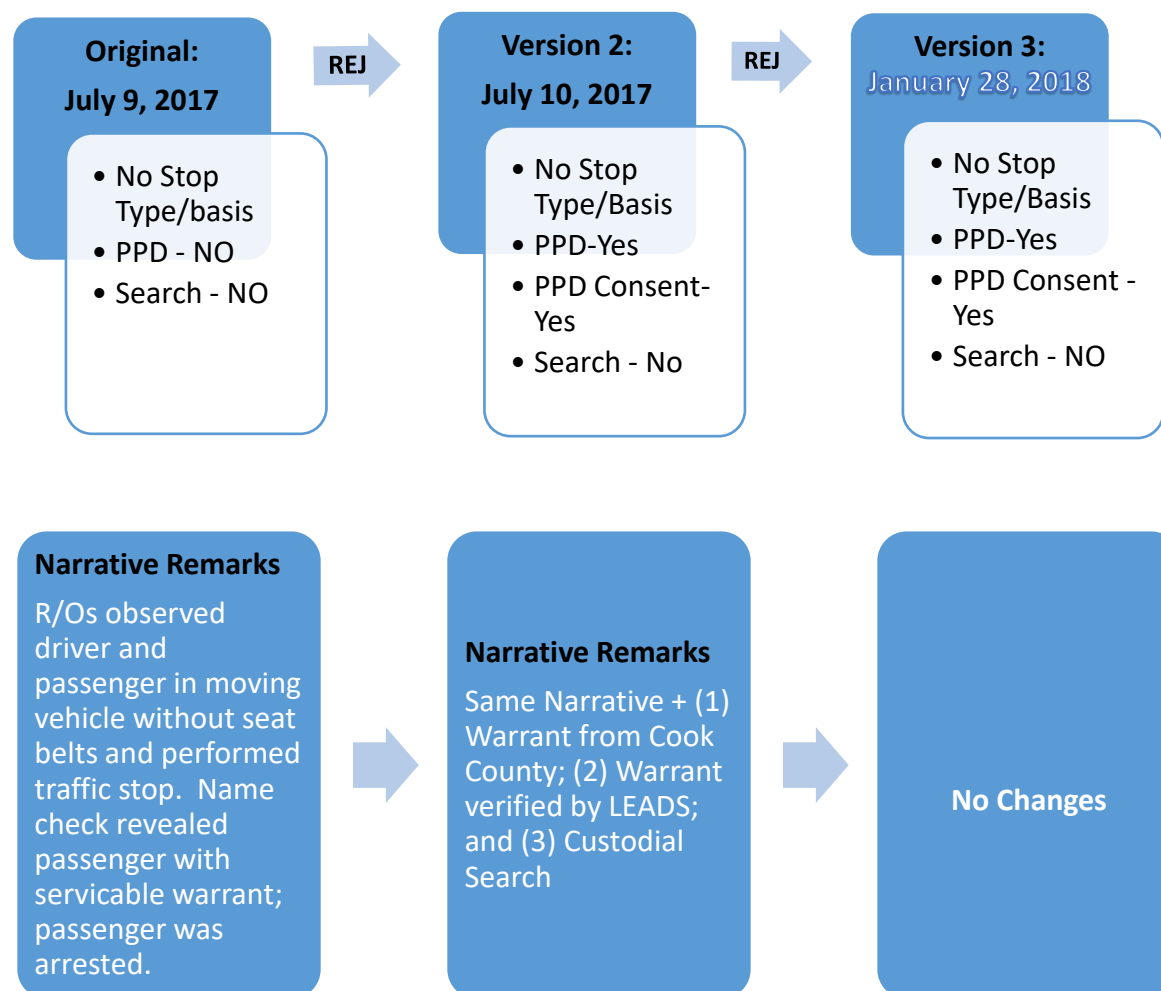 Original:
July 9, 2017
• No Stop
Type/basis
• PPD - NO
• Search - NO
REJ
Version 2:
July 10, 2017
• No Stop
Type/Basis
• PPD-Yes
• PPD Consent-
Yes
• Search - No
REJ
Version 3:
January 28, 2018
• No Stop
Type/Basis
• PPD-Yes
• PPD Consent -
Yes
• Search - NO
Narrative Remarks
R/Os observed
driver and
passenger in moving
vehicle without seat
belts and performed
traffic stop. Name
check revealed
passenger with
servicable warrant;
passenger was
arrested.
Narrative Remarks
Same Narrative + (1)
Warrant from Cook
County; (2) Warrant
verified by LEADS;
and (3) Custodial
Search
No Changes